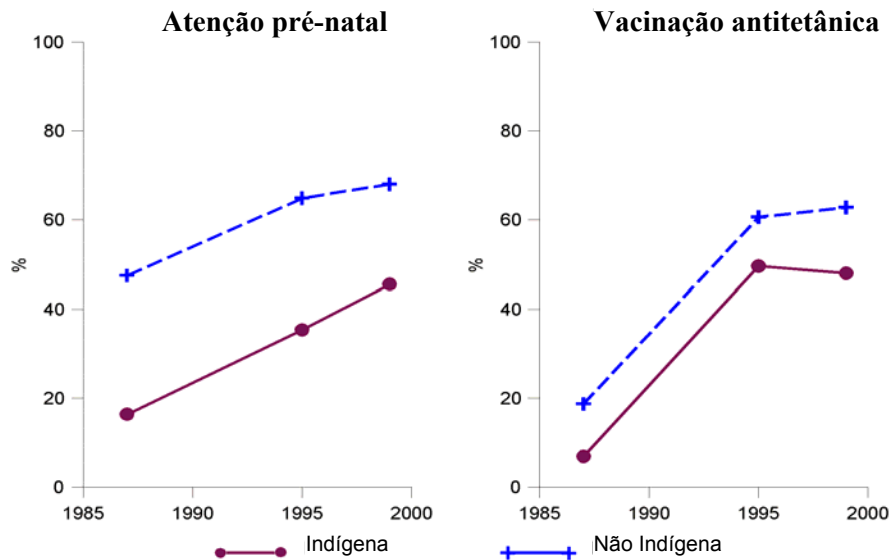 Atenção pré-natal
100
80
60
40
20
0
%
1985 1990 1995 2000
Vacinação antitetânica
100
80
60
40
20
0
%
1985 1990 1995 2000
Indígena
Não Indígena